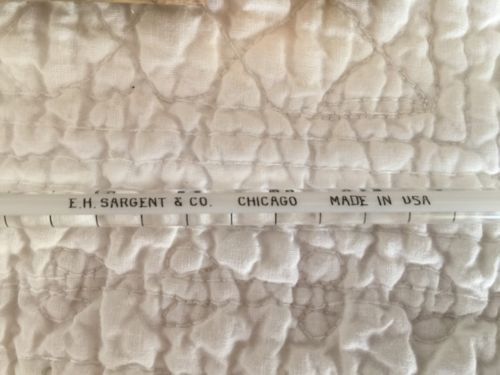 E.H. SARGENT & CO. CHICAGO MADE IN USA